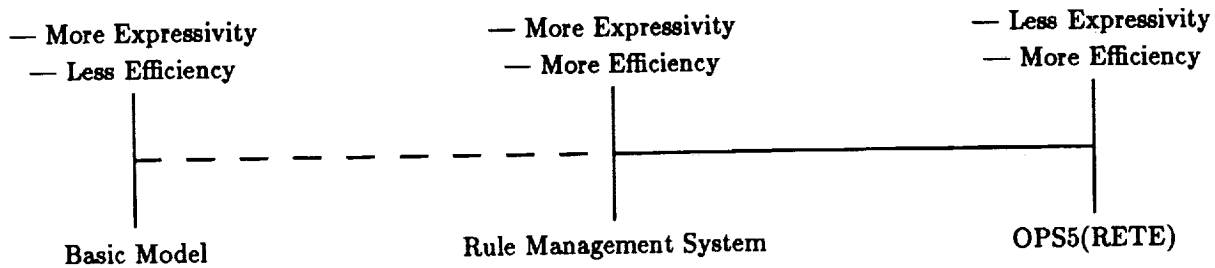 — More Expressivity
— Less Efficiency
— More Expressivity
— More Efficiency
— Less Expressivity
— More Efficiency
Basic Model
Rule Management System
OPS5(RETE)